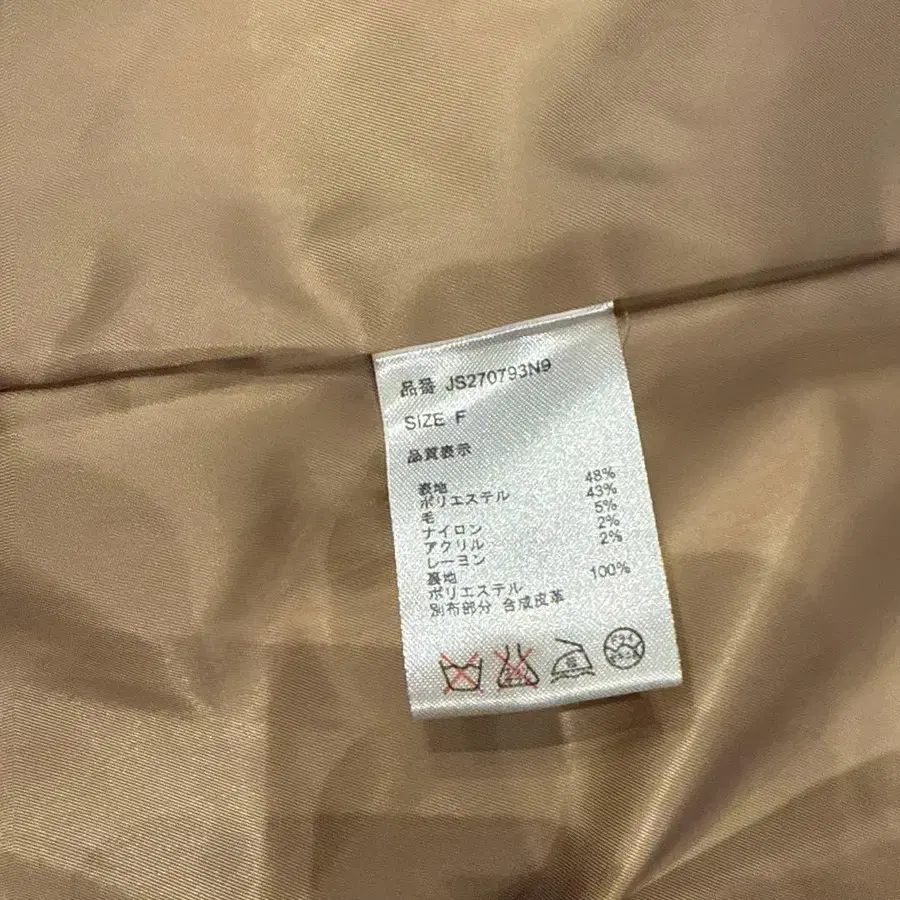 品番 JS270793N9
SIZE F
品質表示
表地
ポリエステル 48%
毛 43%
ナイロン 5%
アクリル 2%
レーヨン 2%
裏地
ポリエステル 100%
別布部分 合成皮革